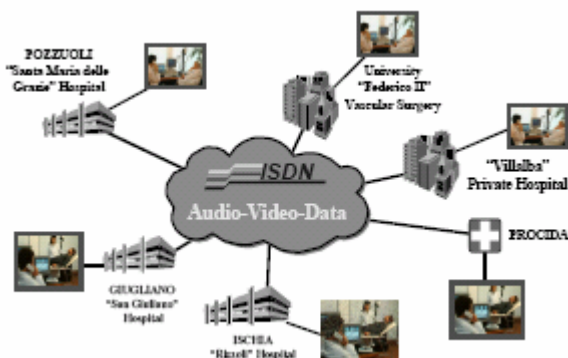 POZZUOLI
"Santa Maria delle
Grazie" Hospital
University
"Federico II"
Vascular Surgery
"Villalba"
Private Hospital
ISDN
Audio-Video-Data
PROCIDA
GIUGLIANO
"San Giuliano"
Hospital
ISCHIA
"Rizzoli" Hospital